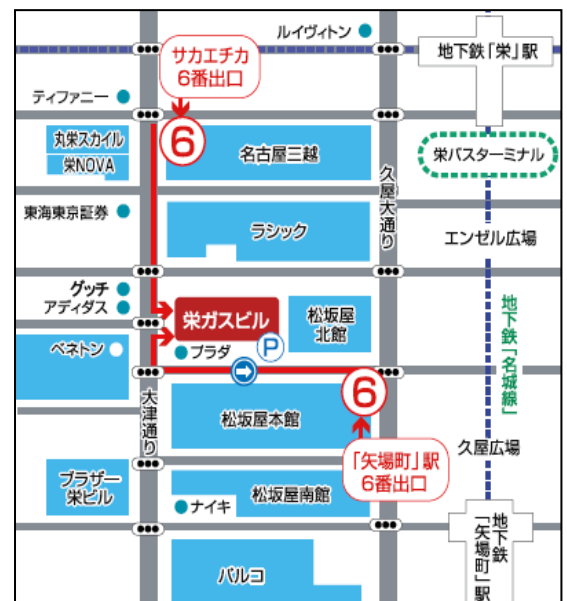 ルイヴィトン
地下鉄「栄」駅
サカエチカ
6番出口
ティファニー
6
丸栄スカイル
栄NOVA
名古屋三越
栄バスターミナル
久屋大通り
東海東京証券
ラシック
エンゼル広場
グッチ
アディダス
栄ガスビル
松坂屋
北館
地下鉄「名城線」
ベネトン
プラダ
P
大津通り
6
松坂屋本館
久屋広場
「矢場町」駅
6番出口
ブラザー
栄ビル
ナイキ
松坂屋南館
地下鉄
「矢場町」駅
パルコ